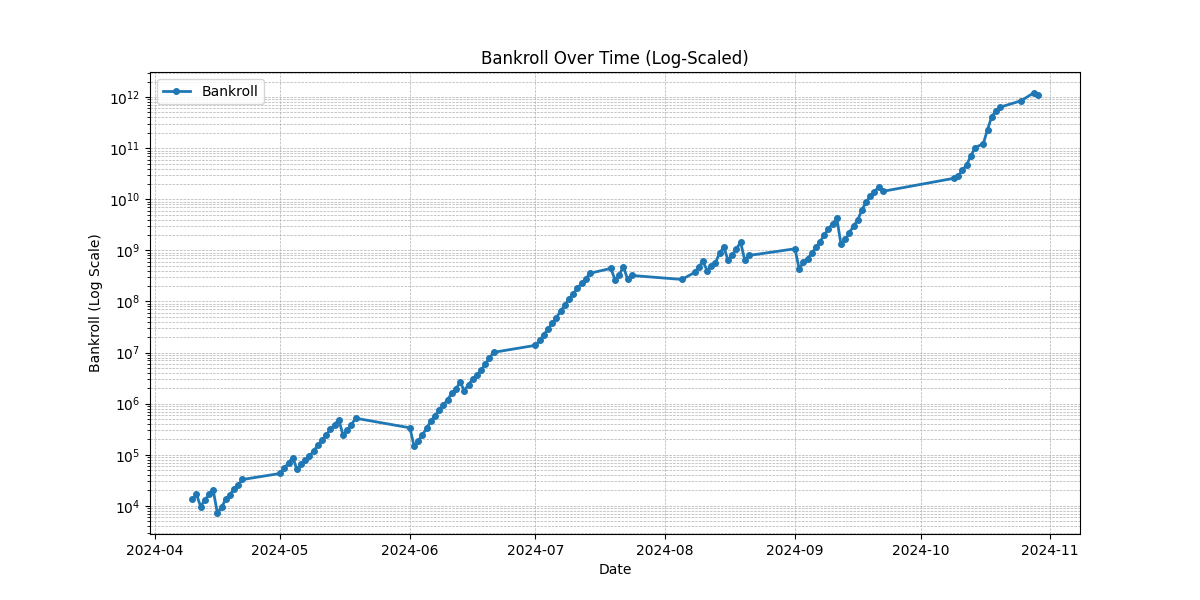 Bankroll Over Time (Log-Scaled)
Bankroll
Bankroll (Log Scale)
10¹²
10¹¹
10¹⁰
10⁹
10⁸
10⁷
10⁶
10⁵
10⁴
2024-04 2024-05 2024-06 2024-07 2024-08 2024-09 2024-10 2024-11
Date